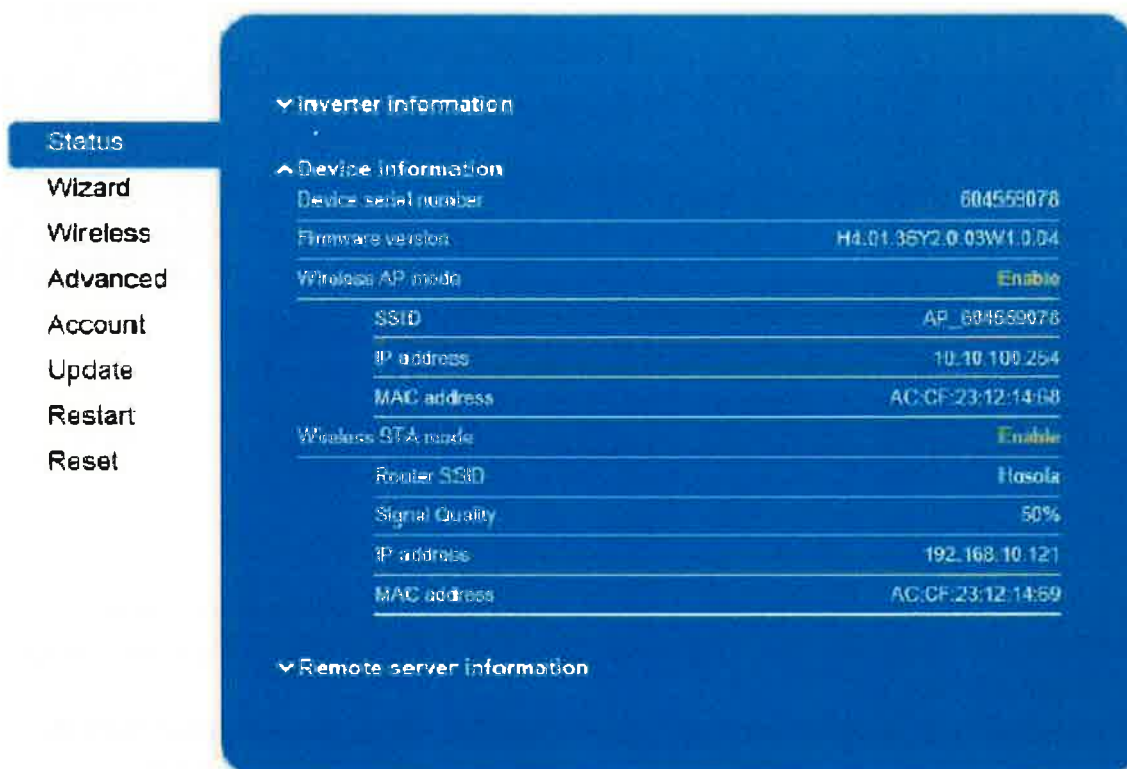 Status
Wizard
Wireless
Advanced
Account
Update
Restart
Reset
Inverter information
Device information
Device serial number 604559078
Firmware version H4.01.36Y2.0.03W1.0.04
Wireless AP mode Enable
SSID AP_604559078
IP address 10.10.100.254
MAC address AC:CF:23:12:14:68
Wireless STA mode Enable
Router SSID Hosola
Signal Quality 50%
IP address 192.168.10.121
MAC address AC:CF:23:12:14:69
Remote server information